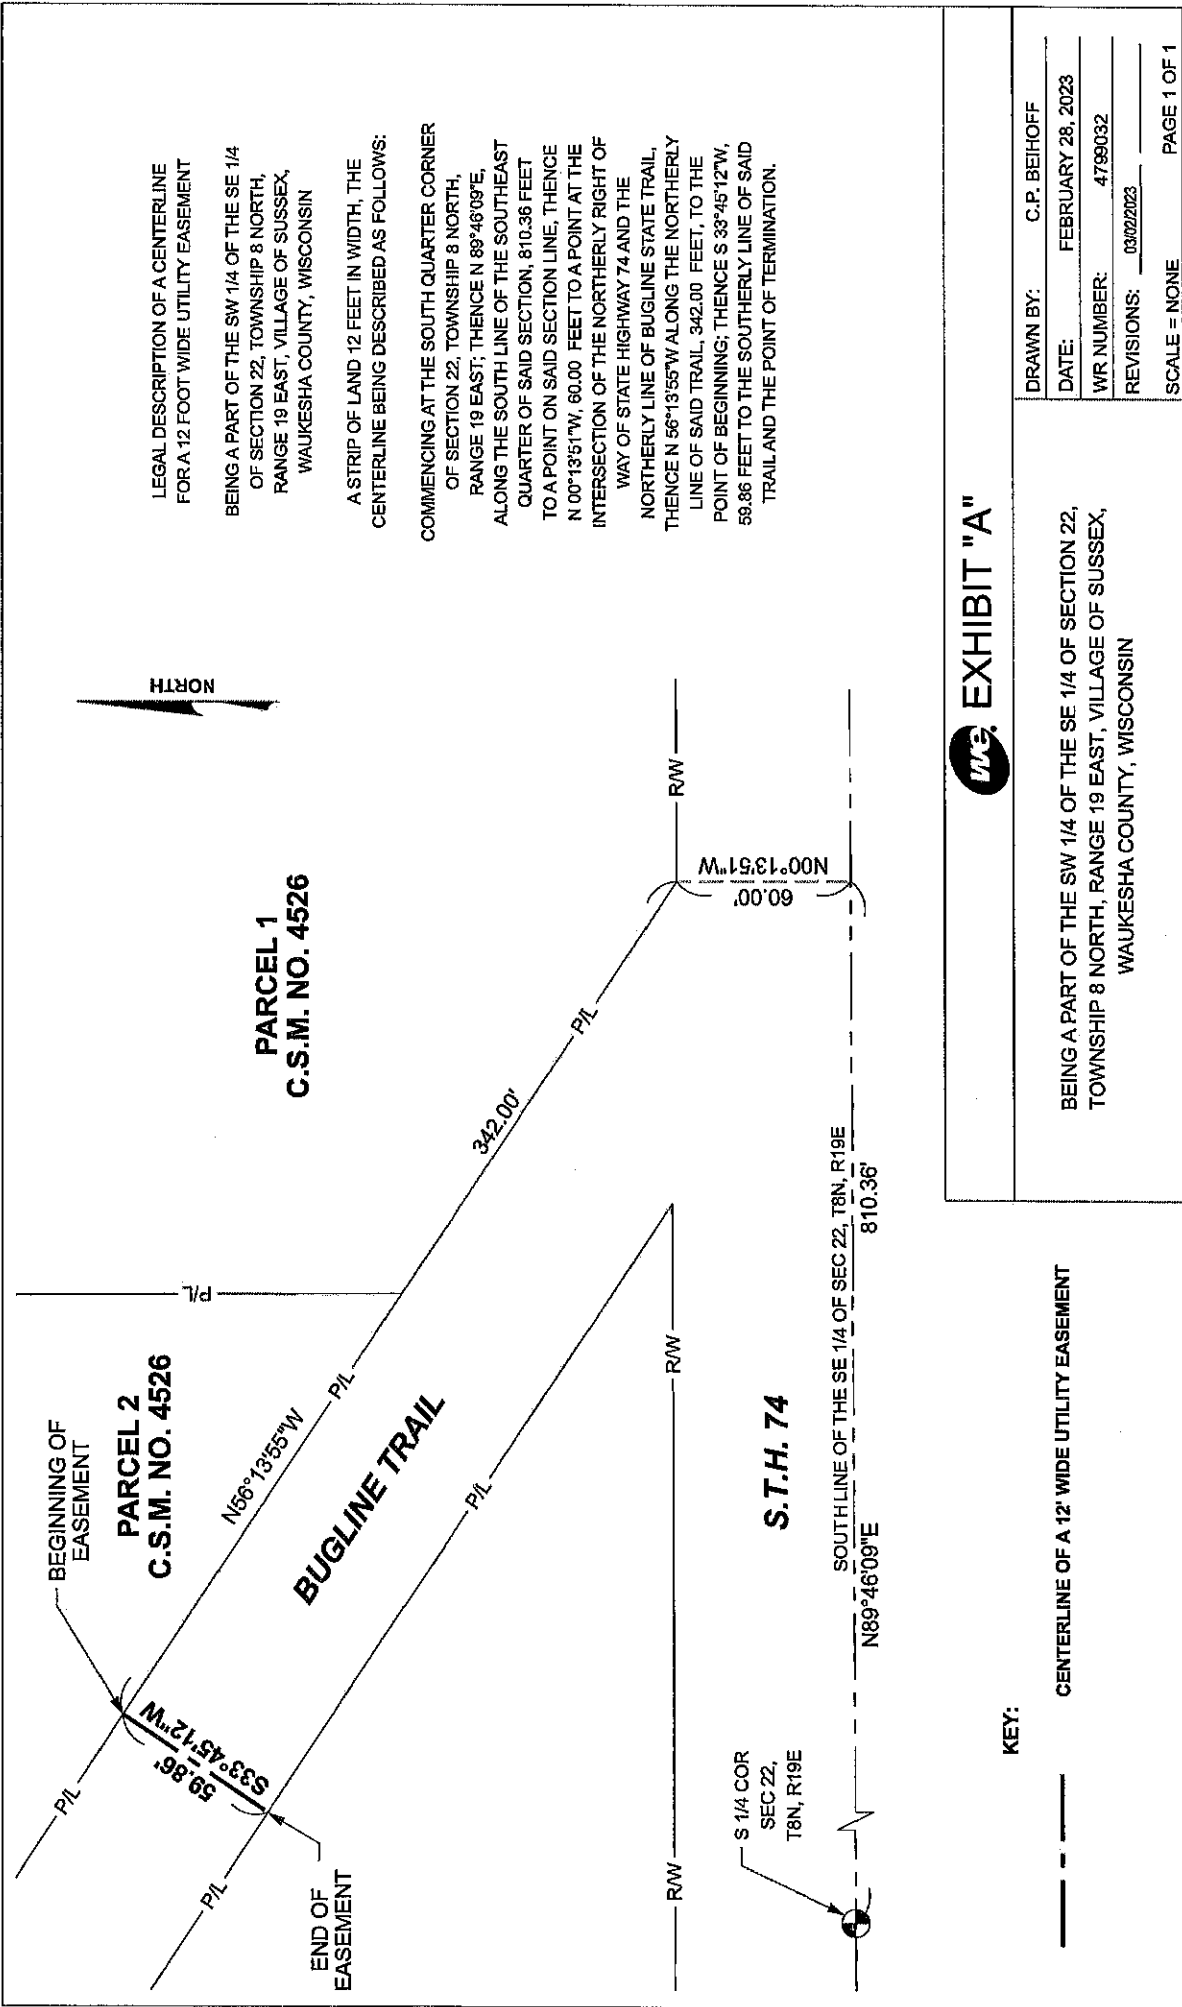 LEGAL DESCRIPTION OF A CENTERLINE
FOR A 12 FOOT WIDE UTILITY EASEMENT
BEING A PART OF THE SW 1/4 OF THE SE 1/4
OF SECTION 22, TOWNSHIP 8 NORTH,
RANGE 19 EAST, VILLAGE OF SUSSEX,
WAUKESHA COUNTY, WISCONSIN
A STRIP OF LAND 12 FEET IN WIDTH, THE
CENTERLINE BEING DESCRIBED AS FOLLOWS:
COMMENCING AT THE SOUTH QUARTER CORNER
OF SECTION 22, TOWNSHIP 8 NORTH,
RANGE 19 EAST; THENCE N 89°46'09"E,
ALONG THE SOUTH LINE OF THE SOUTHEAST
QUARTER OF SAID SECTION, 810.36 FEET
TO A POINT ON SAID SECTION LINE, THENCE
N 00°13'51"W, 60.00 FEET TO A POINT AT THE
INTERSECTION OF THE NORTHERLY RIGHT OF
WAY OF STATE HIGHWAY 74 AND THE
NORTHERLY LINE OF BUGLINE STATE TRAIL,
THENCE N 56°13'55"W ALONG THE NORTHERLY
LINE OF SAID TRAIL, 342.00 FEET, TO THE
POINT OF BEGINNING; THENCE S 33°45'12"W,
59.86 FEET TO THE SOUTHERLY LINE OF SAID
TRAIL AND THE POINT OF TERMINATION.
NORTH
BEGINNING OF
EASEMENT
PARCEL 2
C.S.M. NO. 4526
PARCEL 1
C.S.M. NO. 4526
P/L
P/L
N56°13'55"W
P/L
342.00'
P/L
R/W
59.86'
S33°45'12"W
BUGLINE TRAIL
P/L
P/L
END OF
EASEMENT
60.00'
N00°13'51"W
R/W
R/W
S.T.H. 74
S 1/4 COR
SEC 22,
T8N, R19E
SOUTH LINE OF THE SE 1/4 OF SEC 22, T8N, R19E
N89°46'09"E
810.36'
KEY:
CENTERLINE OF A 12' WIDE UTILITY EASEMENT
we. EXHIBIT "A"
BEING A PART OF THE SW 1/4 OF THE SE 1/4 OF SECTION 22,
TOWNSHIP 8 NORTH, RANGE 19 EAST, VILLAGE OF SUSSEX,
WAUKESHA COUNTY, WISCONSIN
DRAWN BY: C.P. BEIHOFF
DATE: FEBRUARY 28, 2023
WR NUMBER: 4799032
REVISIONS: 03/02/2023
SCALE = NONE PAGE 1 OF 1